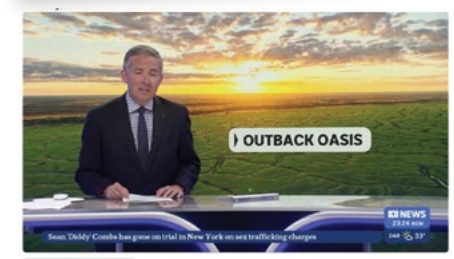 OUTBACK OASIS
NEWS
23:24
DAR 33°
Sean 'Diddy' Combs has gone on trial in New York on sex trafficking charges